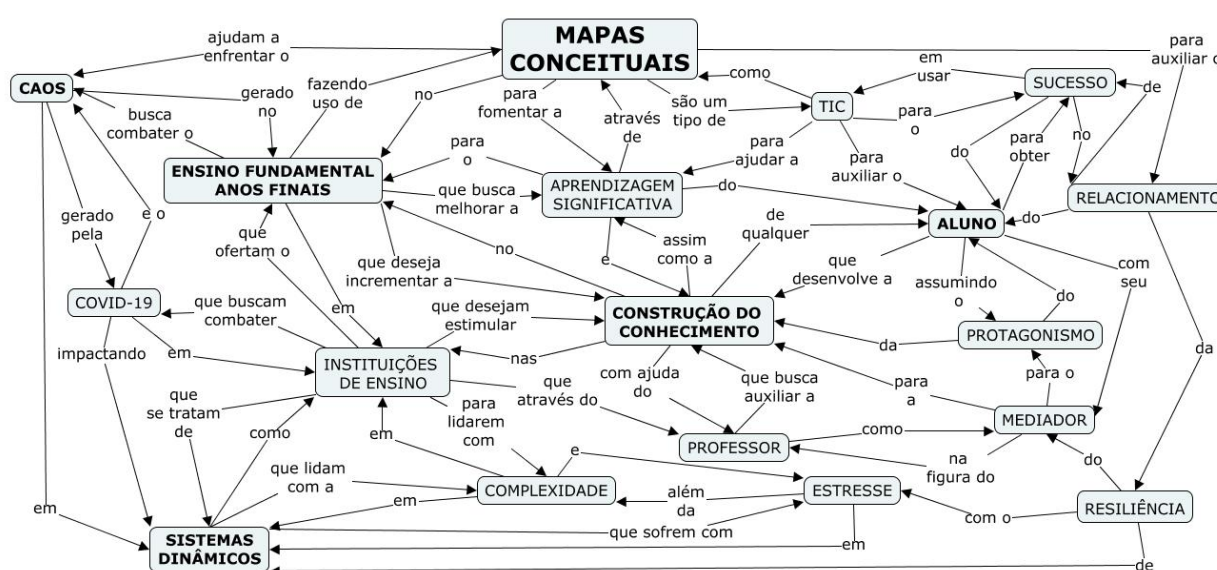 MAPAS
CONCEITUAIS
ajudam a
enfrentar o
para
auxiliar o
CAOS
em
usar
como
SUCESSO
de
fazendo
uso de
gerado
no
no
para
fomentar a
através
de
são um
tipo de
TIC
para
o
no
busca
combater o
para
o
para
ajudar a
para
auxiliar o
do
para
obter
ENSINO FUNDAMENTAL
ANOS FINAIS
que busca
melhorar a
APRENDIZAGEM
SIGNIFICATIVA
do
RELACIONAMENTO
ALUNO
do
gerado
pela
e o
que
ofertam o
de
qualquer
que deseja
incrementar a
no
e
assim
como a
que
desenvolve a
assumindo
o
com
seu
do
COVID-19
que buscam
combater
em
que desejam
estimular
CONSTRUÇÃO DO
CONHECIMENTO
da
PROTAGONISMO
impactando
em
INSTITUIÇÕES
DE ENSINO
nas
com ajuda
do
que busca
auxiliar a
para
a
para o
da
que
se tratam
de
como
que
através do
para
lidarem
com
em
PROFESSOR
como
MEDIADOR
na
figura do
do
que lidam
com a
e
COMPLEXIDADE
além
da
ESTRESSE
com o
RESILIÊNCIA
em
em
que sofrem com
em
SISTEMAS
DINÂMICOS
de